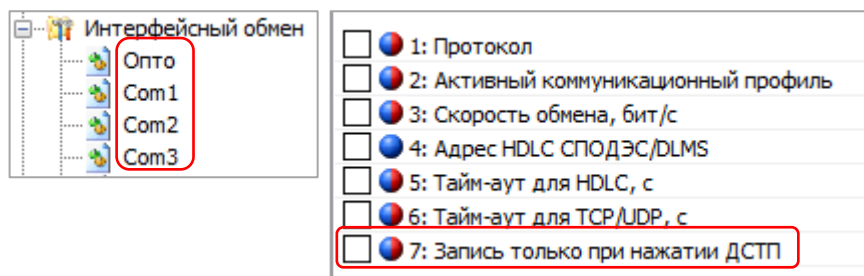 Интерфейсный обмен
Опто
Com1
Com2
Com3
1: Протокол
2: Активный коммуникационный профиль
3: Скорость обмена, бит/с
4: Адрес HDLC СПОДЭС/DLMS
5: Тайм-аут для HDLC, с
6: Тайм-аут для TCP/UDP, с
7: Запись только при нажатии ДСТП